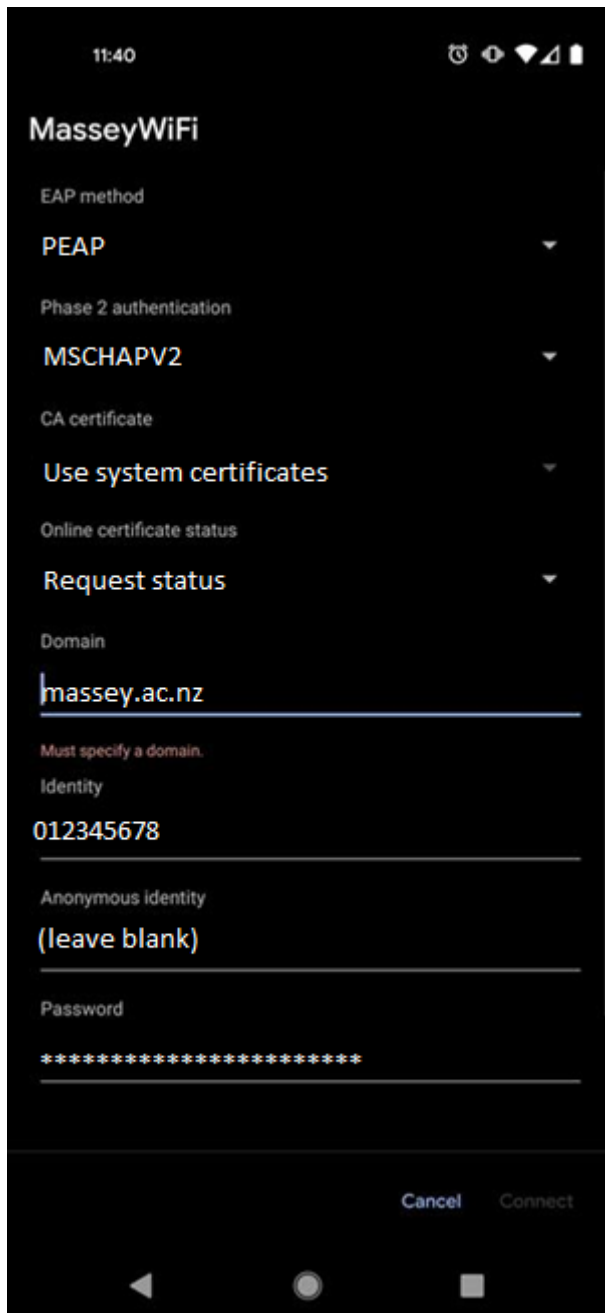 11:40
MasseyWiFi
EAP method
PEAP
Phase 2 authentication
MSCHAPV2
CA certificate
Use system certificates
Online certificate status
Request status
Domain
massey.ac.nz
Must specify a domain.
Identity
012345678
Anonymous identity
(leave blank)
Password
***********************
Cancel Connect